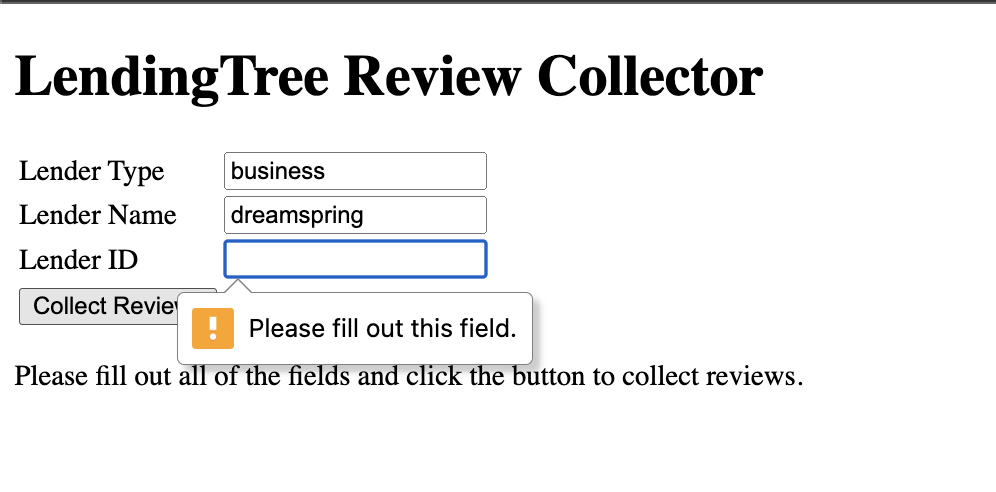 LendingTree Review Collector
Lender Type business
Lender Name dreamspring
Lender ID
Collect
Please fill out this field.
Please fill out all of the fields and click the button to collect reviews.